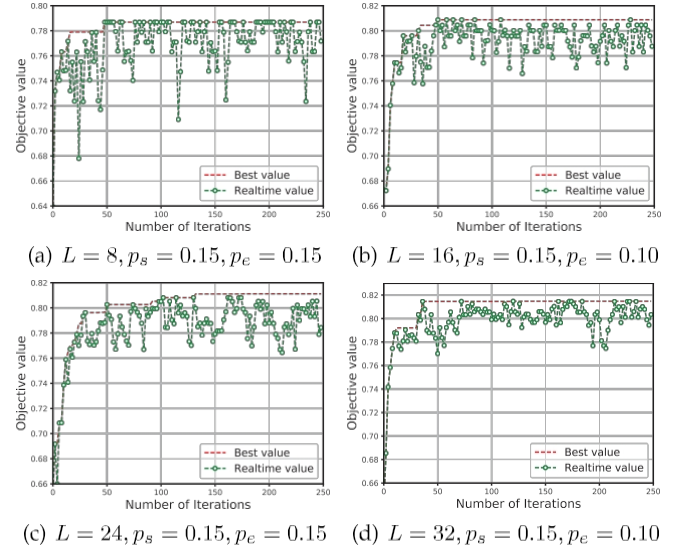 0.80
0.78
0.76
0.74
0.72
0.70
0.68
0.66
0.64
Objective value
0 50 100 150 200 250
Number of Iterations
Best value
Realtime value
(a) L = 8, pₛ = 0.15, pₑ = 0.15
0.82
0.80
0.78
0.76
0.74
0.72
0.70
0.68
0.66
Objective value
0 50 100 150 200 250
Number of Iterations
Best value
Realtime value
(b) L = 16, pₛ = 0.15, pₑ = 0.10
0.82
0.80
0.78
0.76
0.74
0.72
0.70
0.68
0.66
Objective value
0 50 100 150 200 250
Number of Iterations
Best value
Realtime value
(c) L = 24, pₛ = 0.15, pₑ = 0.15
0.82
0.80
0.78
0.76
0.74
0.72
0.70
0.68
0.66
Objective value
0 50 100 150 200 250
Number of Iterations
Best value
Realtime value
(d) L = 32, pₛ = 0.15, pₑ = 0.10